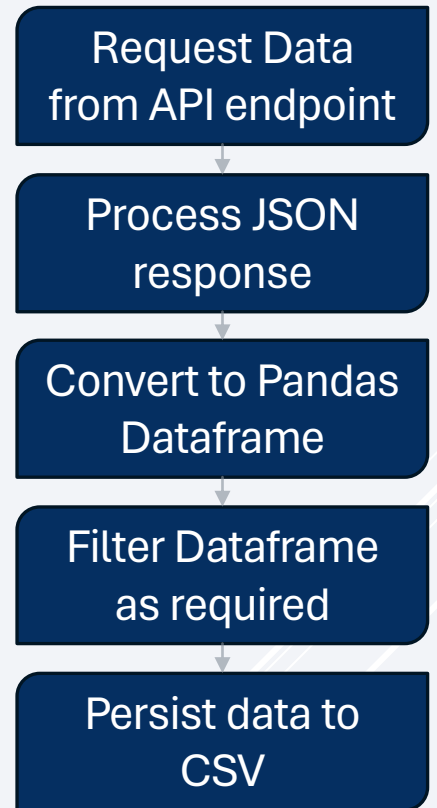 Request Data
from API endpoint
Process JSON
response
Convert to Pandas
Dataframe
Filter Dataframe
as required
Persist data to
CSV